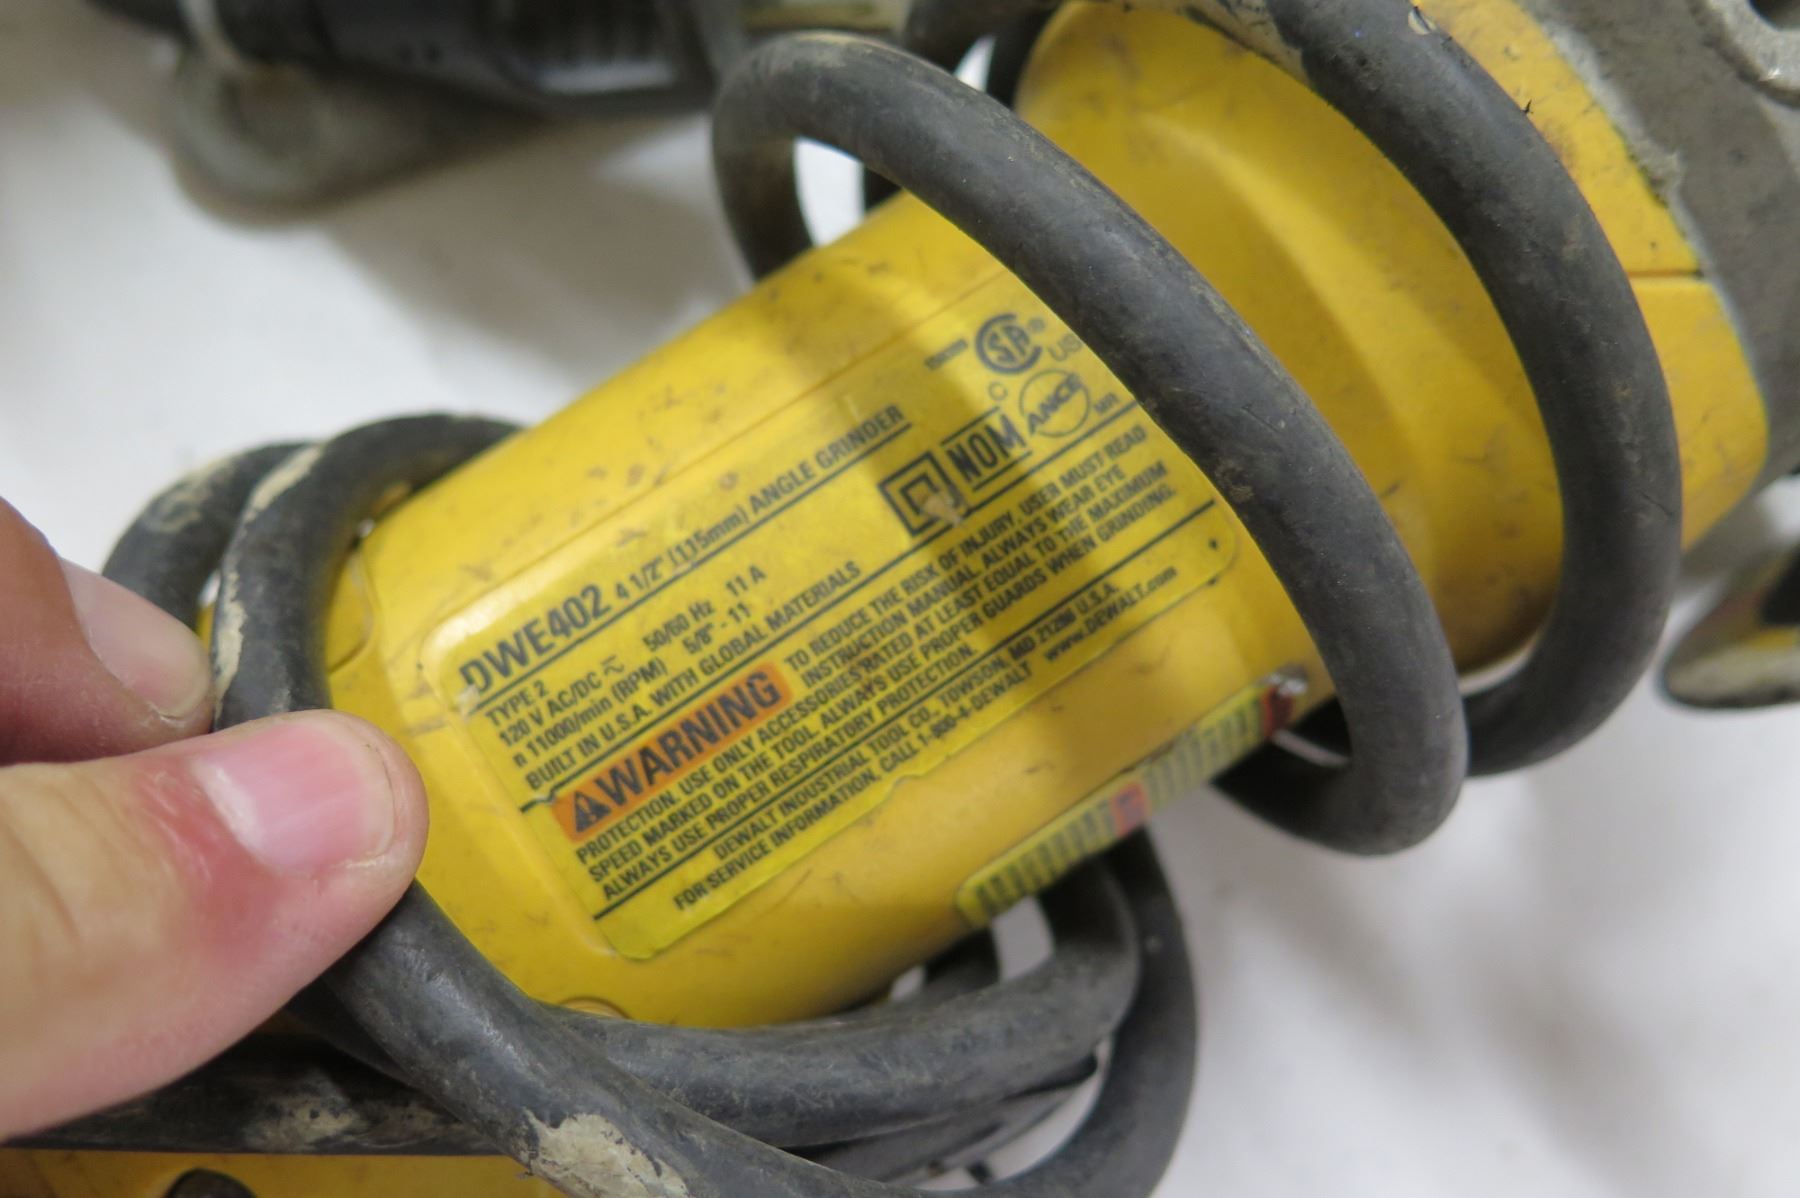 DWE402 4 1/2" (115mm) ANGLE GRINDER
TYPE 2
120 V AC/DC 50/60 Hz 11 A
n 11000/min (RPM) 5/8" - 11
BUILT IN U.S.A. WITH GLOBAL MATERIALS
SA ®
C US
NOM
ANCE
MR
WARNING TO REDUCE THE RISK OF INJURY, USER MUST READ
INSTRUCTION MANUAL. ALWAYS WEAR EYE
PROTECTION. USE ONLY ACCESSORIES RATED AT LEAST EQUAL TO THE MAXIMUM
SPEED MARKED ON THE TOOL. ALWAYS USE PROPER GUARDS WHEN GRINDING.
ALWAYS USE PROPER RESPIRATORY PROTECTION.
DEWALT INDUSTRIAL TOOL CO., TOWSON, MD 21286 U.S.A.
FOR SERVICE INFORMATION, CALL 1-800-4-DEWALT www.DEWALT.com